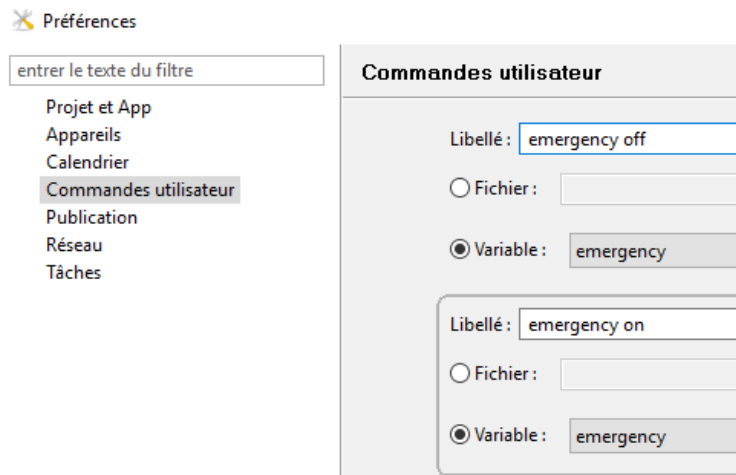 Préférences
entrer le texte du filtre
Projet et App
Appareils
Calendrier
Commandes utilisateur
Publication
Réseau
Tâches
Commandes utilisateur
Libellé : emergency off
Fichier :
Variable : emergency
Libellé : emergency on
Fichier :
Variable : emergency